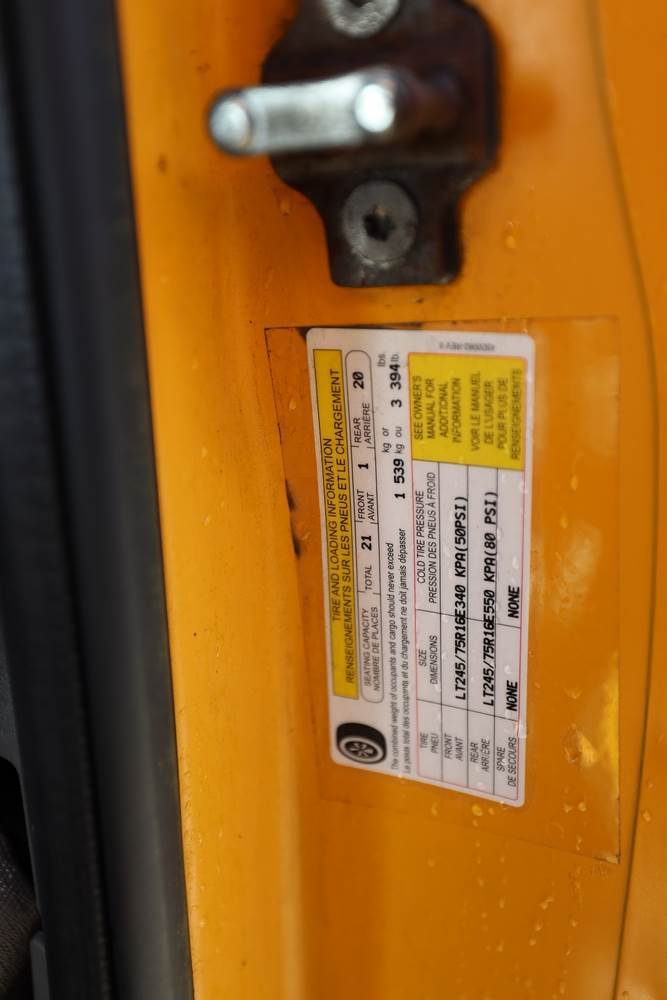 TIRE AND LOADING INFORMATION
RENSEIGNEMENTS SUR LES PNEUS ET LE CHARGEMENT
SEATING CAPACITY
NOMBRE DE PLACES
TOTAL 21
FRONT
AVANT
1
REAR
ARRIÈRE
20
The combined weight of occupants and cargo should never exceed
Le poids total des occupants et du chargement ne doit jamais dépasser
1 539 kg or
kg ou
3 394 lbs.
lb.
TIRE
PNEU
SIZE
DIMENSIONS
COLD TIRE PRESSURE
PRESSION DES PNEUS À FROID
FRONT
AVANT
LT245/75R16E 340 KPA(50PSI)
REAR
ARRIÈRE
LT245/75R16E 550 KPA(80 PSI)
SPARE
DE SECOURS
NONE
NONE
SEE OWNER'S
MANUAL FOR
ADDITIONAL
INFORMATION
VOIR LE MANUEL
DE L'USAGER
POUR PLUS DE
RENSEIGNEMENTS